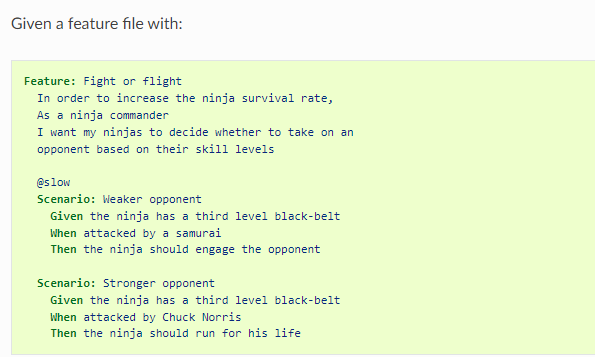 Given a feature file with:
Feature: Fight or flight
In order to increase the ninja survival rate,
As a ninja commander
I want my ninjas to decide whether to take on an
opponent based on their skill levels
@slow
Scenario: Weaker opponent
Given the ninja has a third level black-belt
When attacked by a samurai
Then the ninja should engage the opponent
Scenario: Stronger opponent
Given the ninja has a third level black-belt
When attacked by Chuck Norris
Then the ninja should run for his life